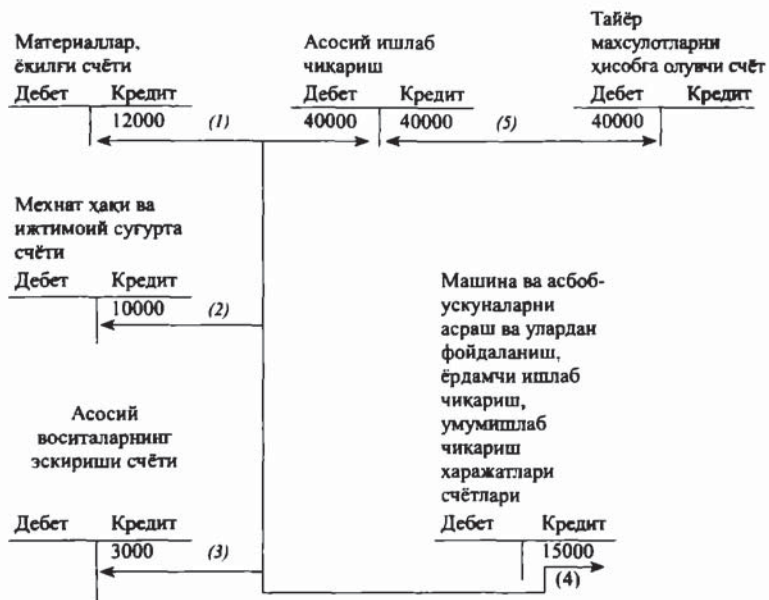 Материаллар,
ёкилғи счёти
Дебет Кредит
12000 (1)
Асосий ишлаб
чиқариш
Дебет Кредит
40000 40000 (5)
Тайёр
махсулотларни
ҳисобга олувчи счёт
Дебет Кредит
40000
Мехнат ҳақи ва
ижтимоий суғурта
счёти
Дебет Кредит
10000 (2)
Асосий
воситаларнинг
эскириши счёти
Дебет Кредит
3000 (3)
Машина ва асбоб-
ускуналарни
асраш ва улардан
фойдаланиш,
ёрдамчи ишлаб
чиқариш,
умумишлаб
чиқариш
харажатлари
счётлари
Дебет Кредит
15000
(4)